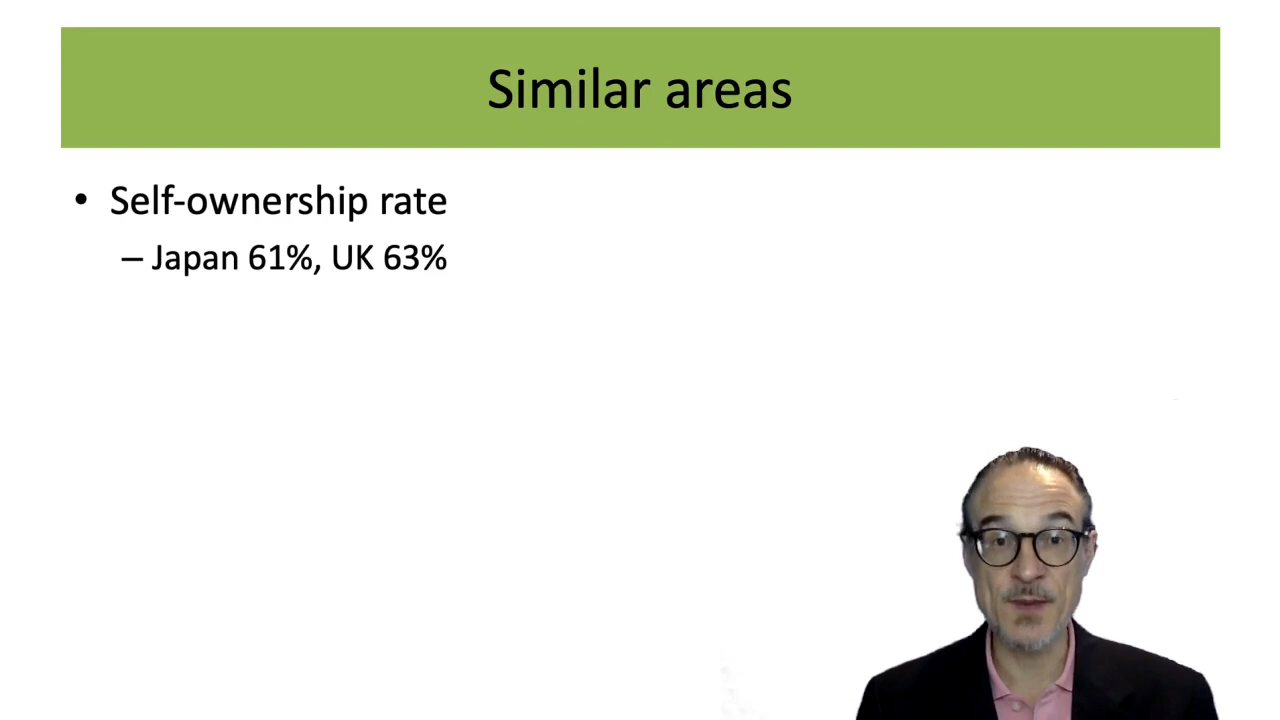 Similar areas
• Self-ownership rate
– Japan 61%, UK 63%